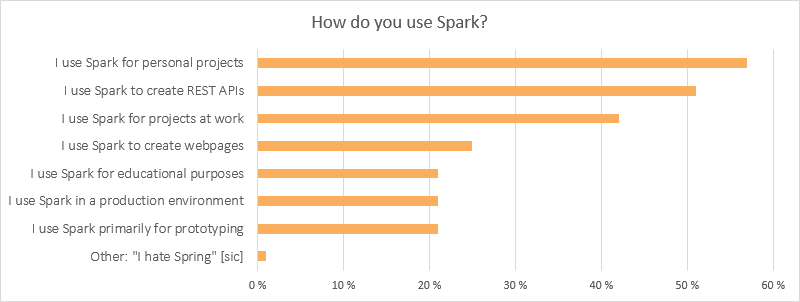 How do you use Spark?
I use Spark for personal projects
I use Spark to create REST APIs
I use Spark for projects at work
I use Spark to create webpages
I use Spark for educational purposes
I use Spark in a production environment
I use Spark primarily for prototyping
Other: "I hate Spring" [sic]
0 % 10 % 20 % 30 % 40 % 50 % 60 %